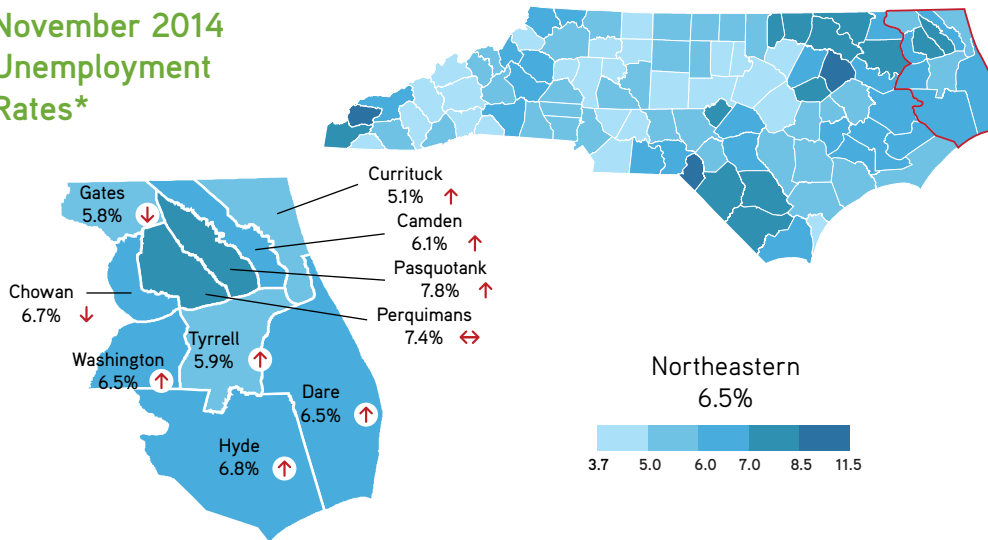 November 2014
Unemployment
Rates*
Gates
5.8%
Currituck
5.1%
Camden
6.1%
Pasquotank
7.8%
Perquimans
7.4%
Chowan
6.7%
Tyrrell
5.9%
Washington
6.5%
Dare
6.5%
Hyde
6.8%
Northeastern
6.5%
3.7 5.0 6.0 7.0 8.5 11.5